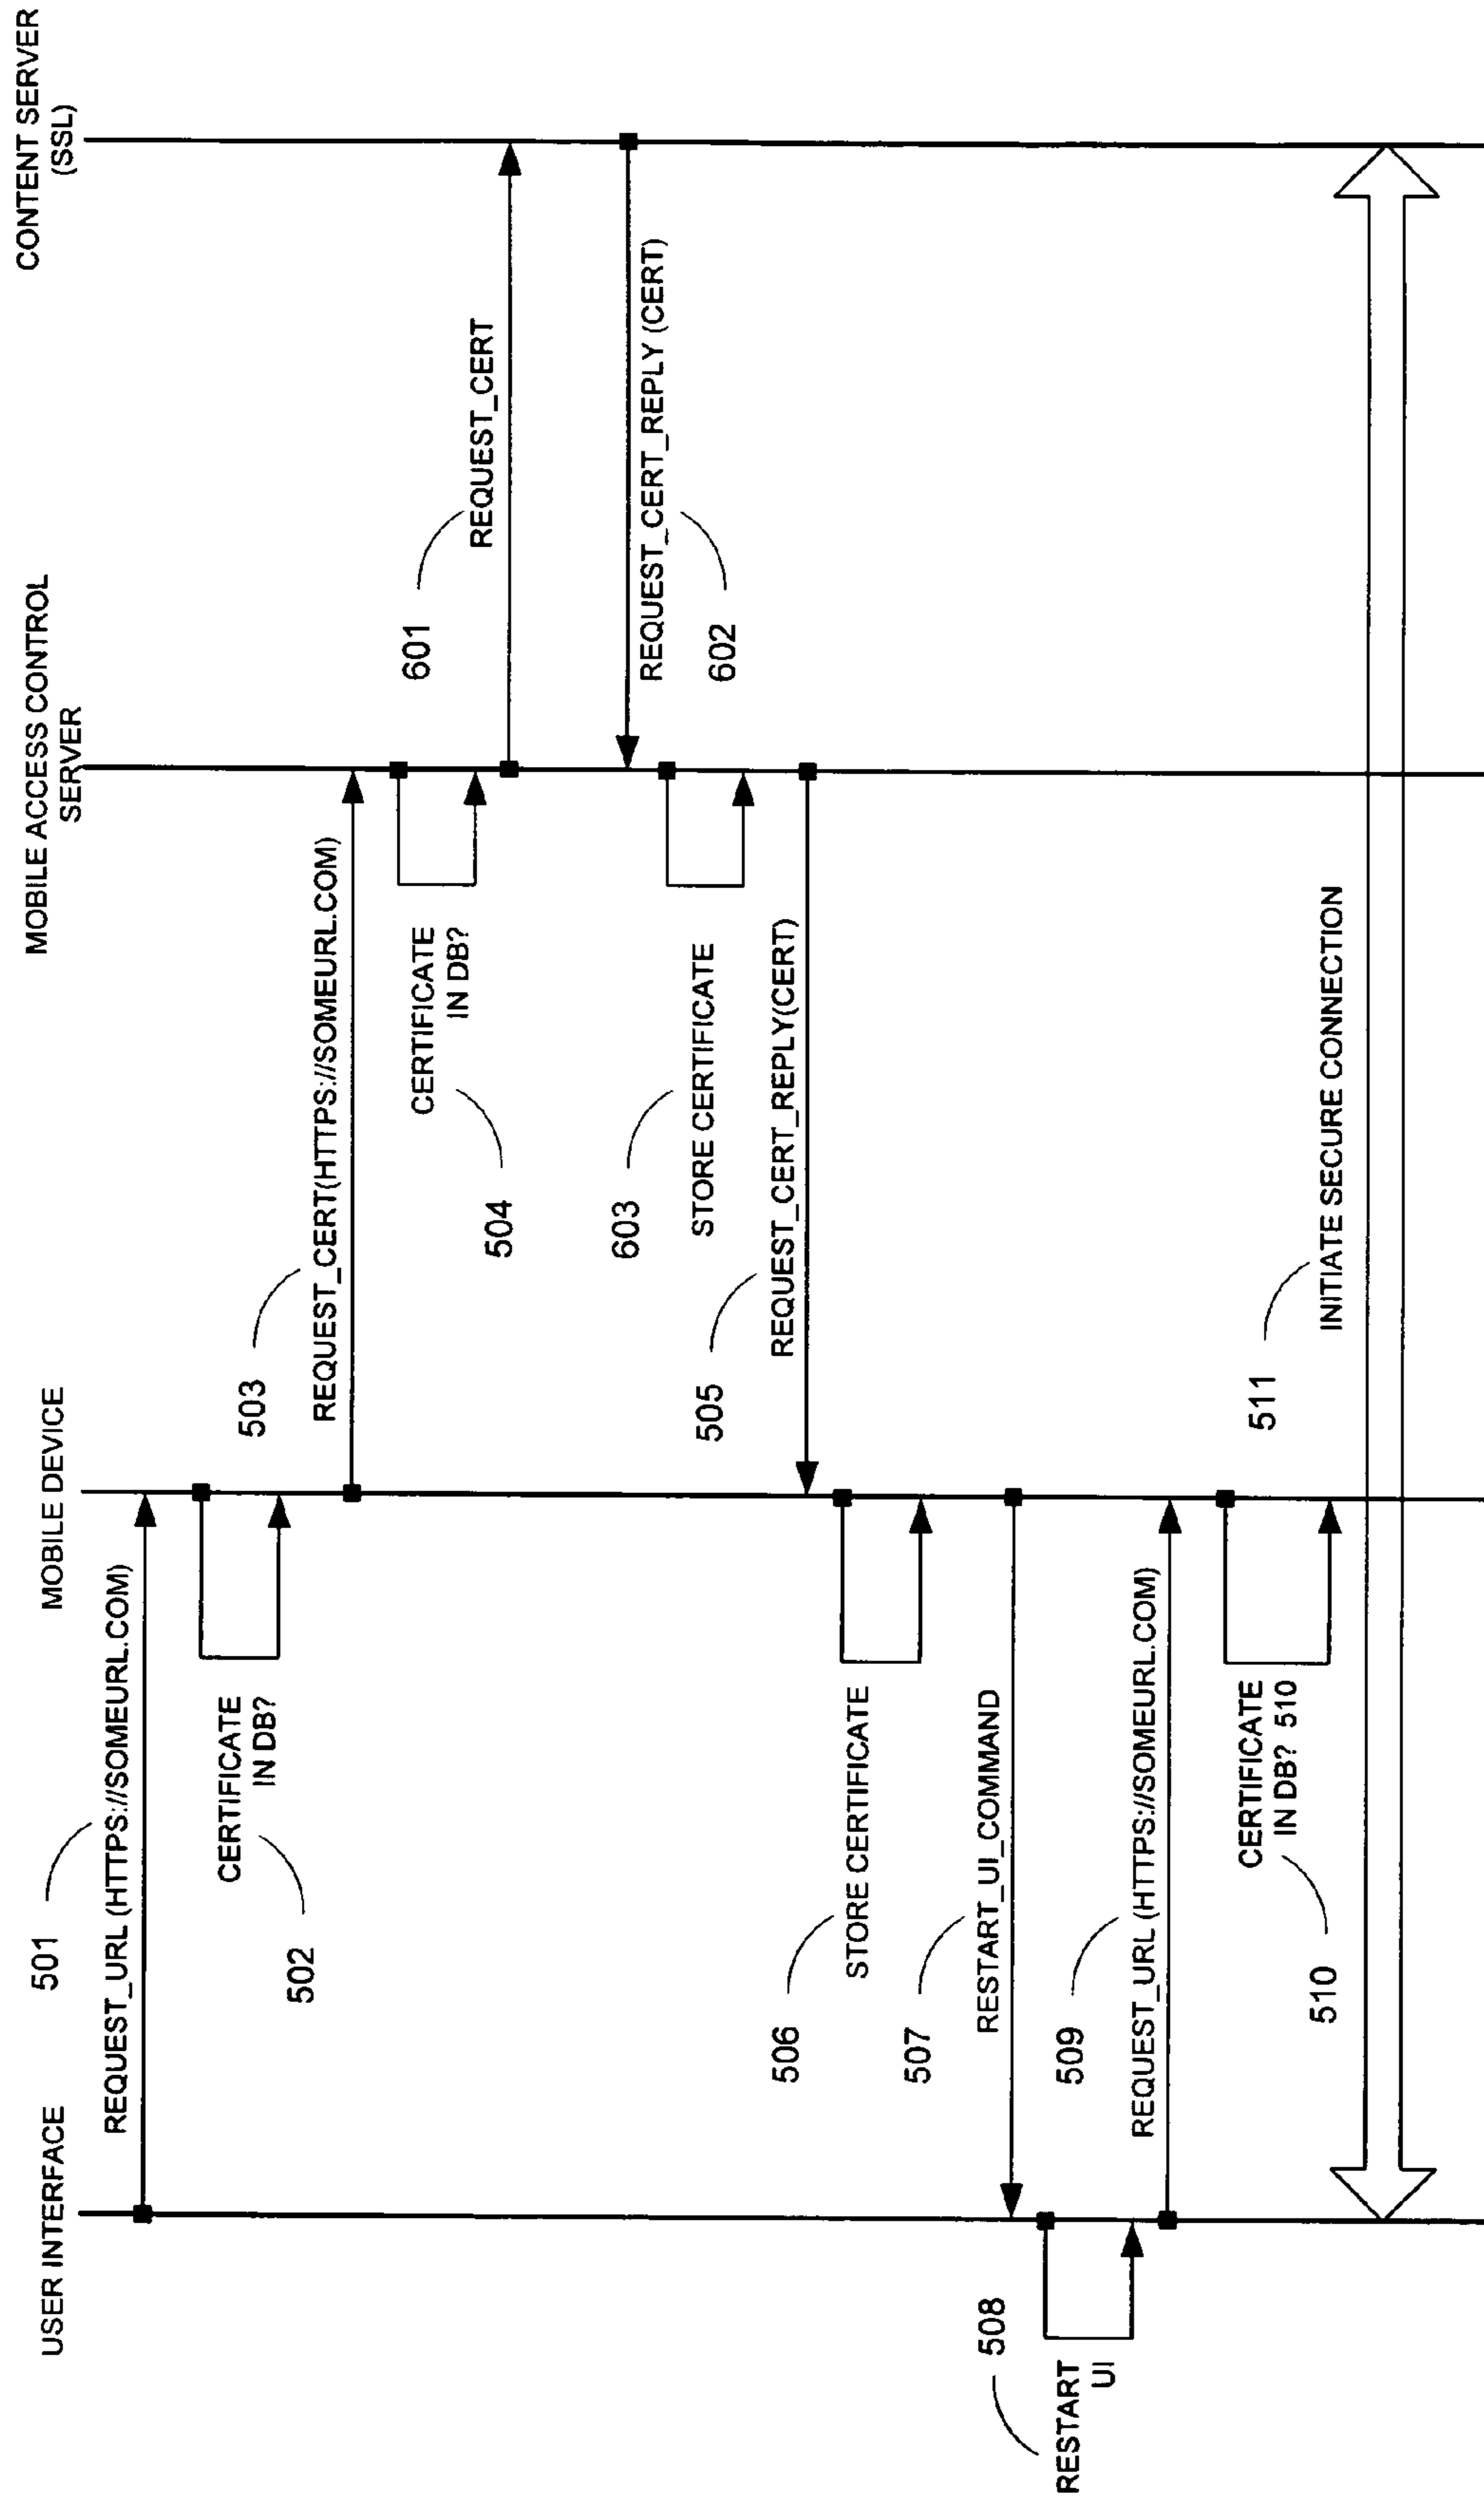 USER INTERFACE
MOBILE DEVICE
MOBILE ACCESS CONTROL
SERVER
CONTENT SERVER
(SSL)
501
REQUEST_URL (HTTPS://SOMEURL.COM)
502
CERTIFICATE
IN DB?
503
REQUEST_CERT(HTTPS://SOMEURL.COM)
504
CERTIFICATE
IN DB?
601
REQUEST_CERT
REQUEST_CERT_REPLY (CERT)
602
603
STORE CERTIFICATE
505
REQUEST_CERT_REPLY(CERT)
506
STORE CERTIFICATE
507
RESTART_UI_COMMAND
508
RESTART
UI
509
REQUEST_URL (HTTPS://SOMEURL.COM)
CERTIFICATE
IN DB? 510
510
511
INITIATE SECURE CONNECTION